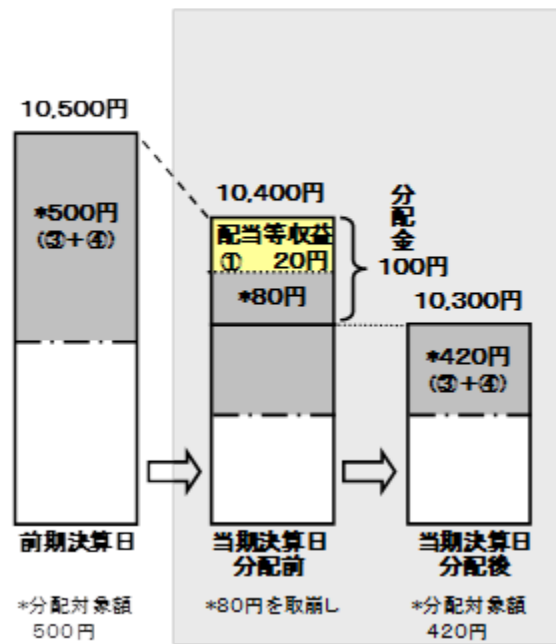 10,500円
*500円
(③+④)
前期決算日
*分配対象額
500円
10,400円
配当等収益
① 20円
*80円
分配金
100円
当期決算日
分配前
*80円を取崩し
10,300円
*420円
(③+④)
当期決算日
分配後
*分配対象額
420円